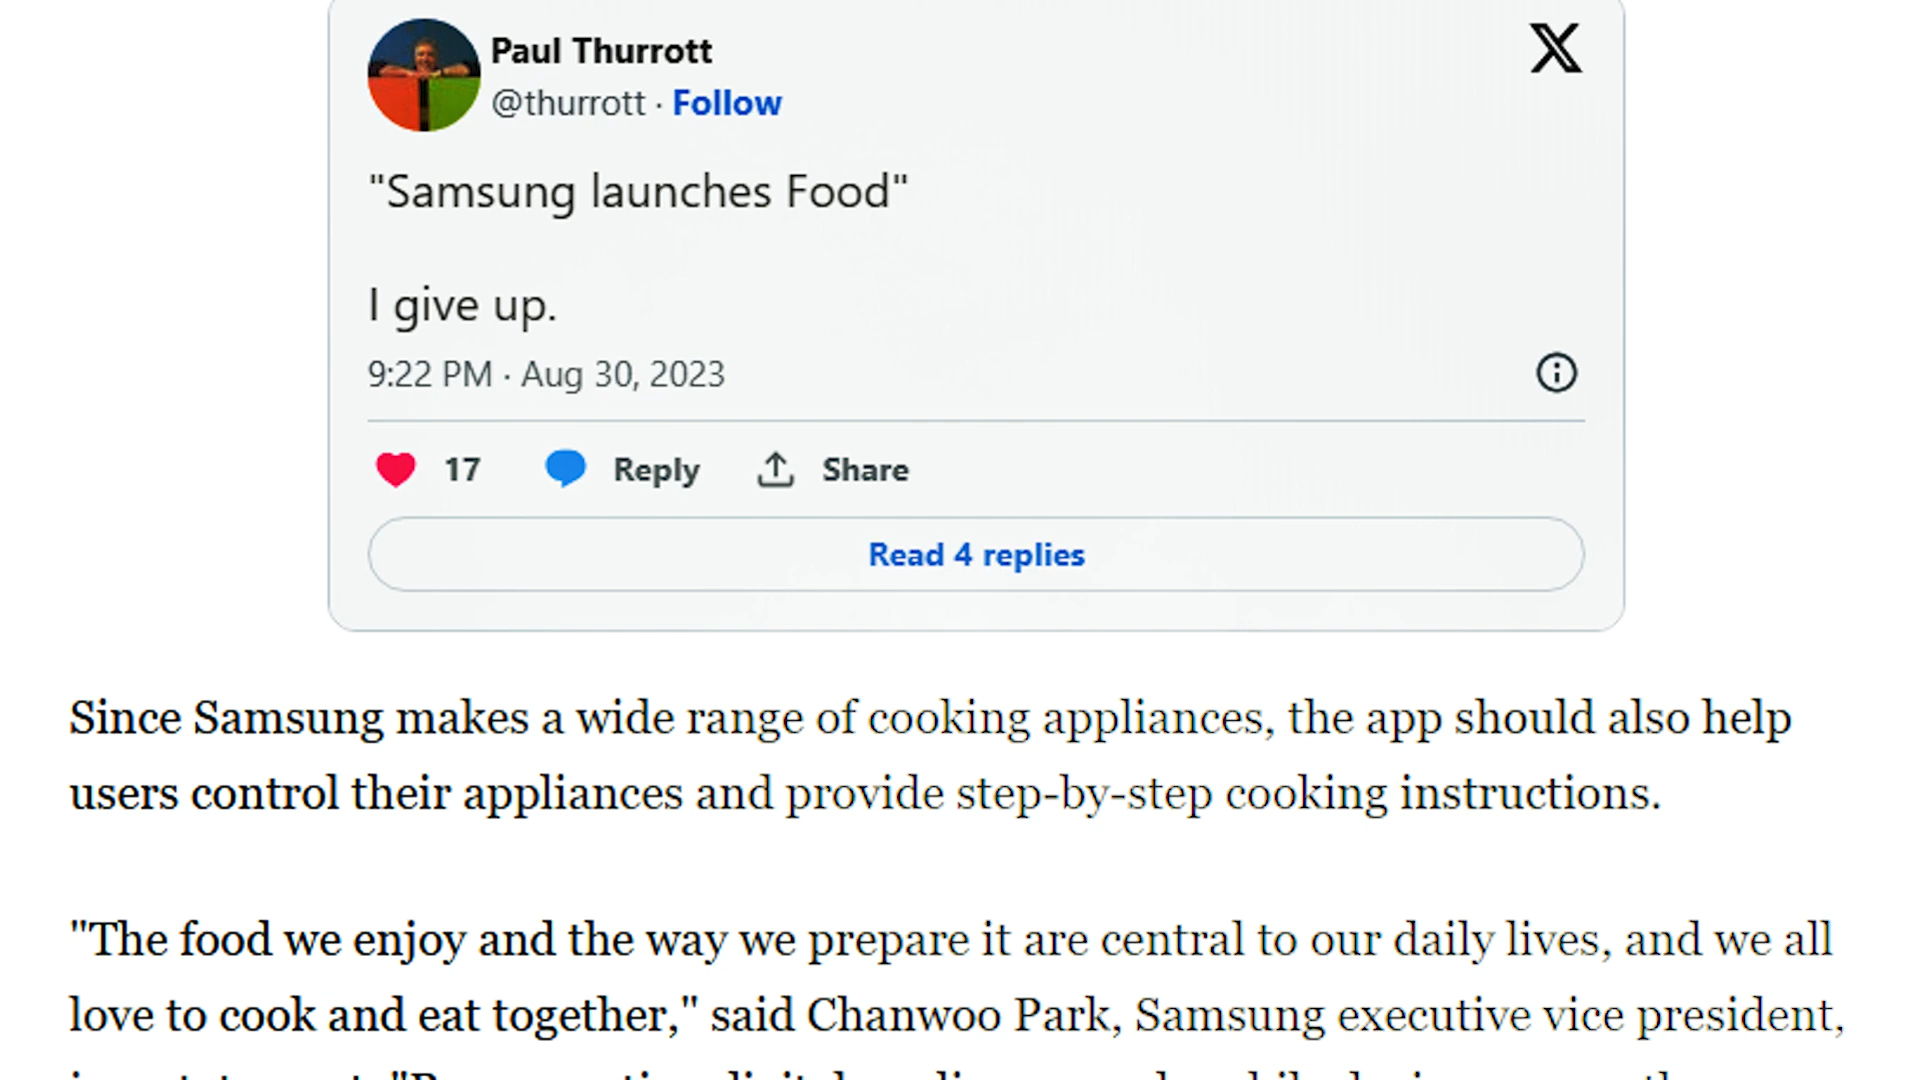 Paul Thurrott
@thurrott · Follow
"Samsung launches Food"
I give up.
9:22 PM · Aug 30, 2023
17 Reply Share
Read 4 replies
Since Samsung makes a wide range of cooking appliances, the app should also help
users control their appliances and provide step-by-step cooking instructions.
"The food we enjoy and the way we prepare it are central to our daily lives, and we all
love to cook and eat together," said Chanwoo Park, Samsung executive vice president,